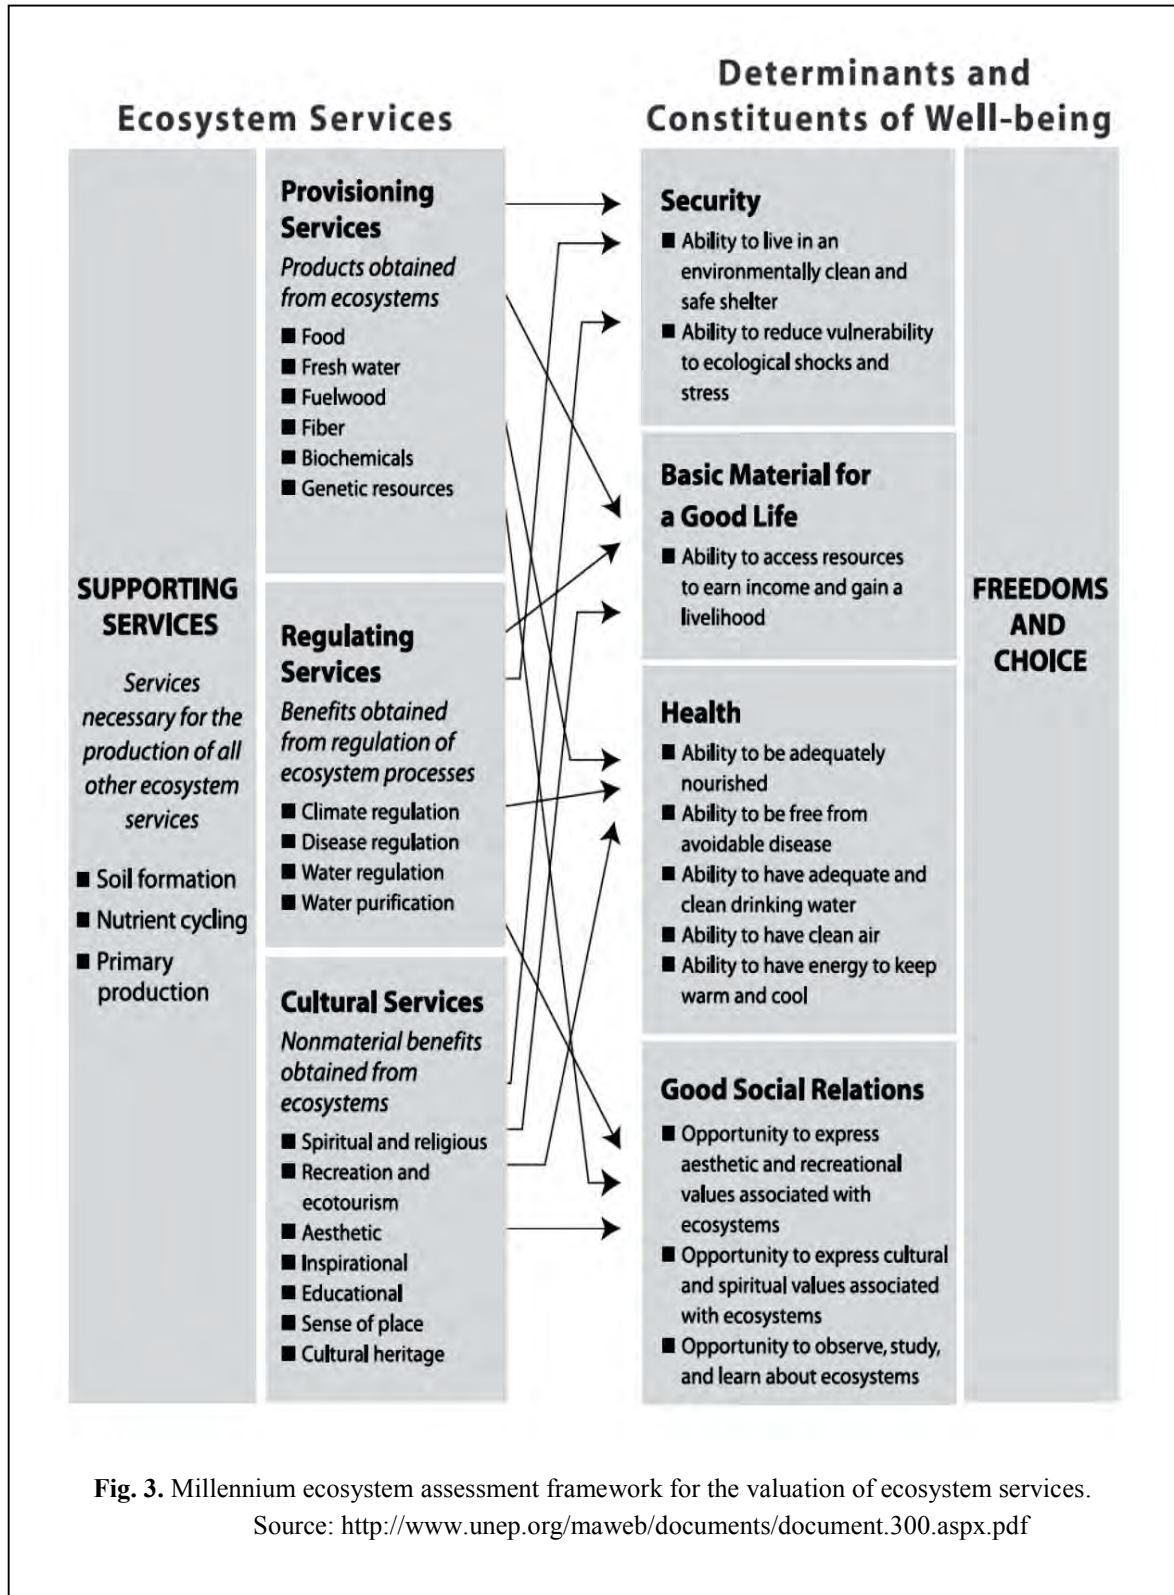 Ecosystem Services
Determinants and
Constituents of Well-being
SUPPORTING
SERVICES
Services
necessary for the
production of all
other ecosystem
services
■ Soil formation
■ Nutrient cycling
■ Primary
production
Provisioning
Services
Products obtained
from ecosystems
■ Food
■ Fresh water
■ Fuelwood
■ Fiber
■ Biochemicals
■ Genetic resources
Regulating
Services
Benefits obtained
from regulation of
ecosystem processes
■ Climate regulation
■ Disease regulation
■ Water regulation
■ Water purification
Cultural Services
Nonmaterial benefits
obtained from
ecosystems
■ Spiritual and religious
■ Recreation and
ecotourism
■ Aesthetic
■ Inspirational
■ Educational
■ Sense of place
■ Cultural heritage
Security
■ Ability to live in an
environmentally clean and
safe shelter
■ Ability to reduce vulnerability
to ecological shocks and
stress
Basic Material for
a Good Life
■ Ability to access resources
to earn income and gain a
livelihood
Health
■ Ability to be adequately
nourished
■ Ability to be free from
avoidable disease
■ Ability to have adequate and
clean drinking water
■ Ability to have clean air
■ Ability to have energy to keep
warm and cool
Good Social Relations
■ Opportunity to express
aesthetic and recreational
values associated with
ecosystems
■ Opportunity to express cultural
and spiritual values associated
with ecosystems
■ Opportunity to observe, study,
and learn about ecosystems
FREEDOMS
AND
CHOICE
Fig. 3. Millennium ecosystem assessment framework for the valuation of ecosystem services.
Source: http://www.unep.org/maweb/documents/document.300.aspx.pdf